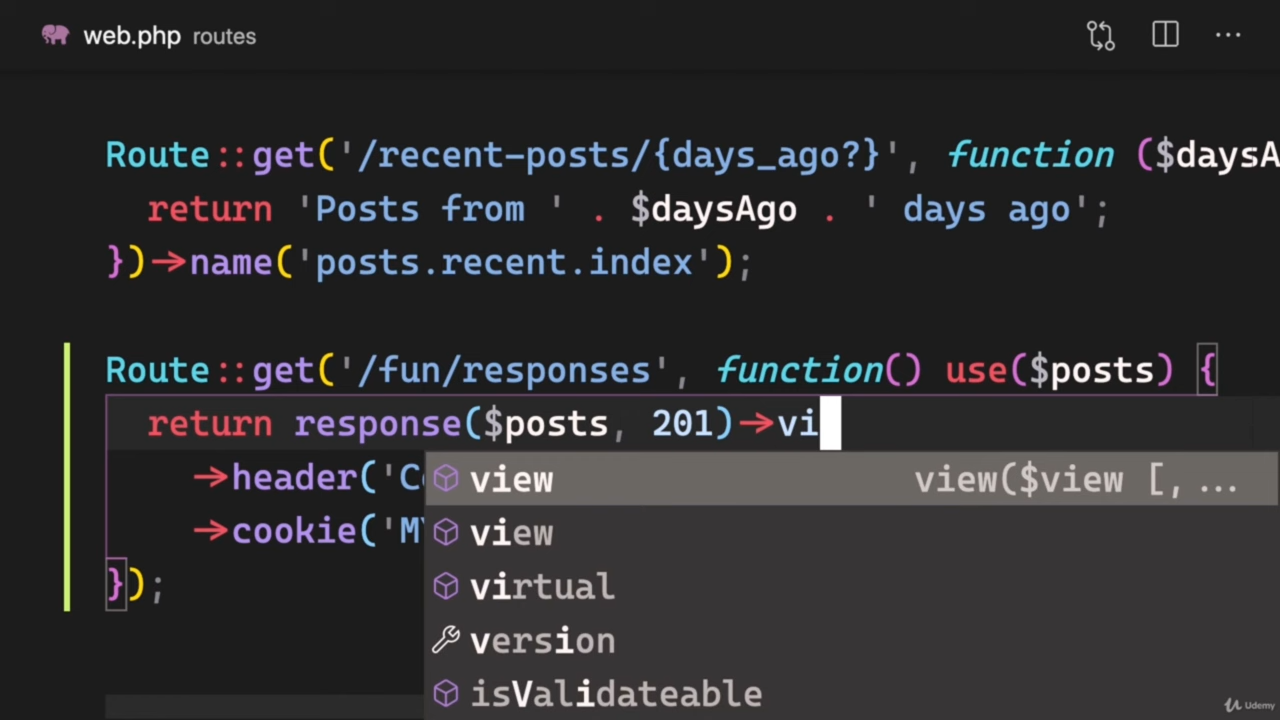 web.php routes
Route::get('/recent-posts/{days_ago?}', function ($daysA
return 'Posts from ' . $daysAgo . ' days ago';
})->name('posts.recent.index');
Route::get('/fun/responses', function() use($posts) {
return response($posts, 201)->vi
->header('C
->cookie('MY
});
view view($view [, ...
view
virtual
version
isValidateable
Udemy